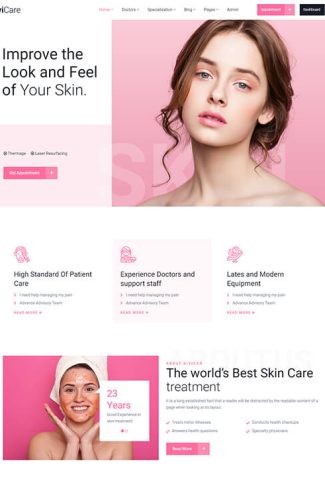 viCare
Home Doctors Specialization Blog Pages Admin
Appointment +
Dashboard
Improve the
Look and Feel
of Your Skin.
SKIN
Thermage Laser Resurfacing
Get Appointment +
High Standard Of Patient
Care
I need help managing my pain
Advance Advisory Team
READ MORE
Experience Doctors and
support staff
I need help managing my pain
Advance Advisory Team
READ MORE
Lates and Modern
Equipment
I need help managing my pain
Advance Advisory Team
READ MORE
23
Years
Good Experience in
skin treatment
ABOUT KIVICARE
The world's Best Skin Care
treatment
It is a long established fact that a reader will be distracted by the readable content of a
page when looking at its layout.
Treats minor illnesses
Conducts health checkups
Answers health questions
Specialty physicians
Read More +